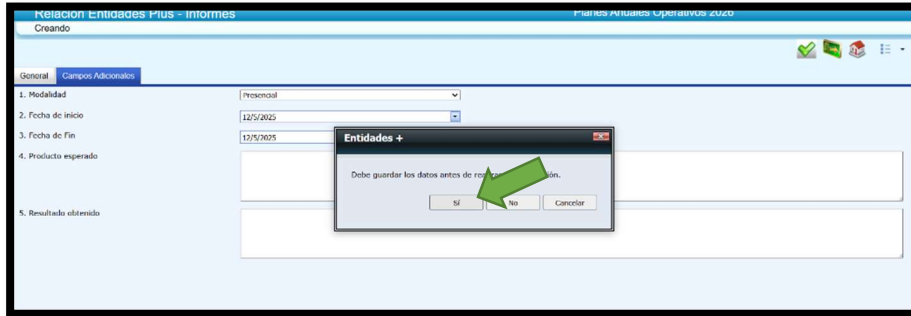 Relación Entidades Plus - Informes
Planes Anuales Operativos 2026
Creando
General
Campos Adicionales
1. Modalidad
Presencial
2. Fecha de inicio
12/5/2025
3. Fecha de Fin
12/5/2025
Entidades +
4. Producto esperado
Debe guardar los datos antes de
ón.
Sí
No
Cancelar
5. Resultado obtenido